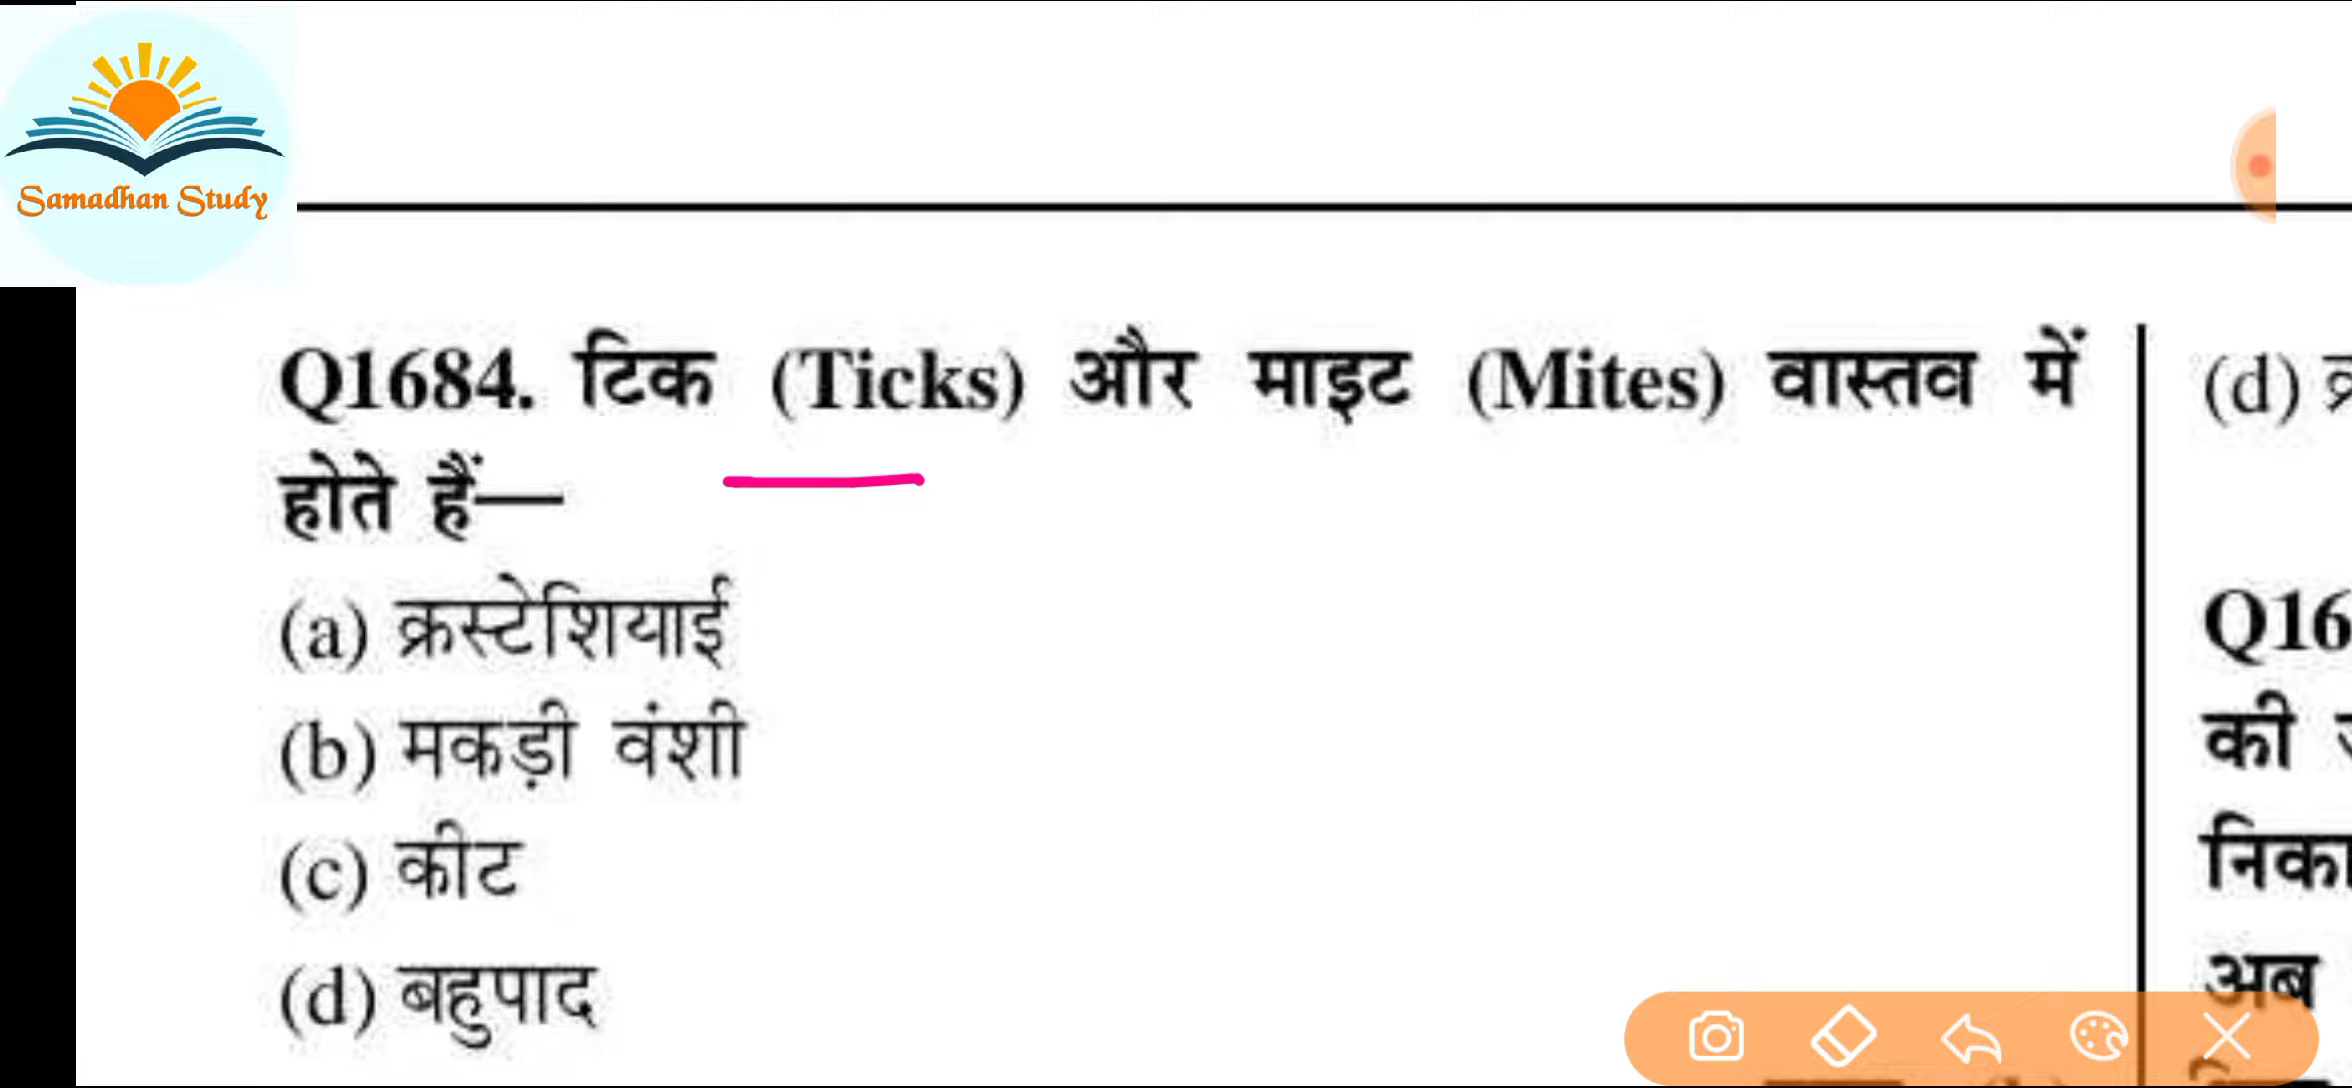 Samadhan Study
Q1684. टिक (Ticks) और माइट (Mites) वास्तव में
होते हैं—
(a) क्रस्टेशियाई
(b) मकड़ी वंशी
(c) कीट
(d) बहुपाद
(d)
Q16
की
निका
अब